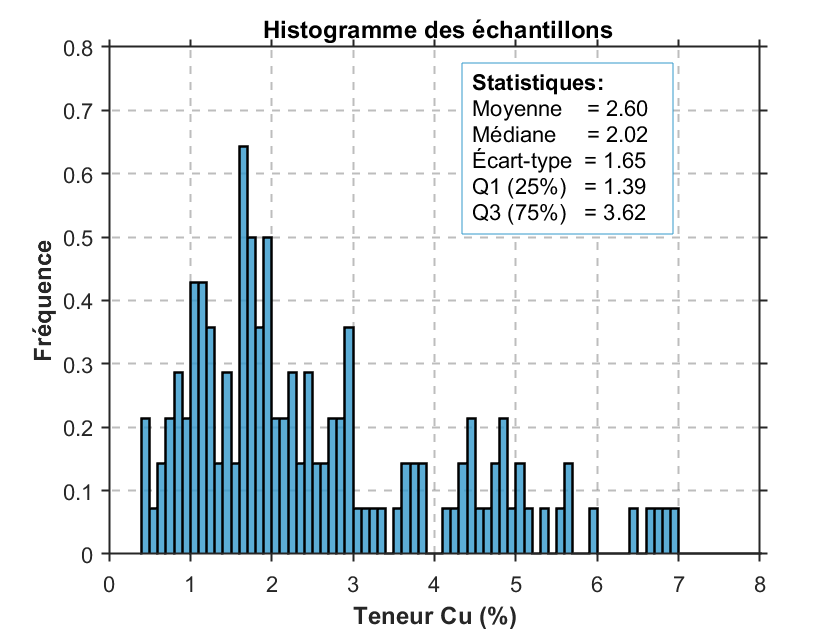 Histogramme des échantillons
0.8
0.7
0.6
0.5
0.4
0.3
0.2
0.1
0
Fréquence
Statistiques:
Moyenne = 2.60
Médiane = 2.02
Écart-type = 1.65
Q1 (25%) = 1.39
Q3 (75%) = 3.62
0 1 2 3 4 5 6 7 8
Teneur Cu (%)